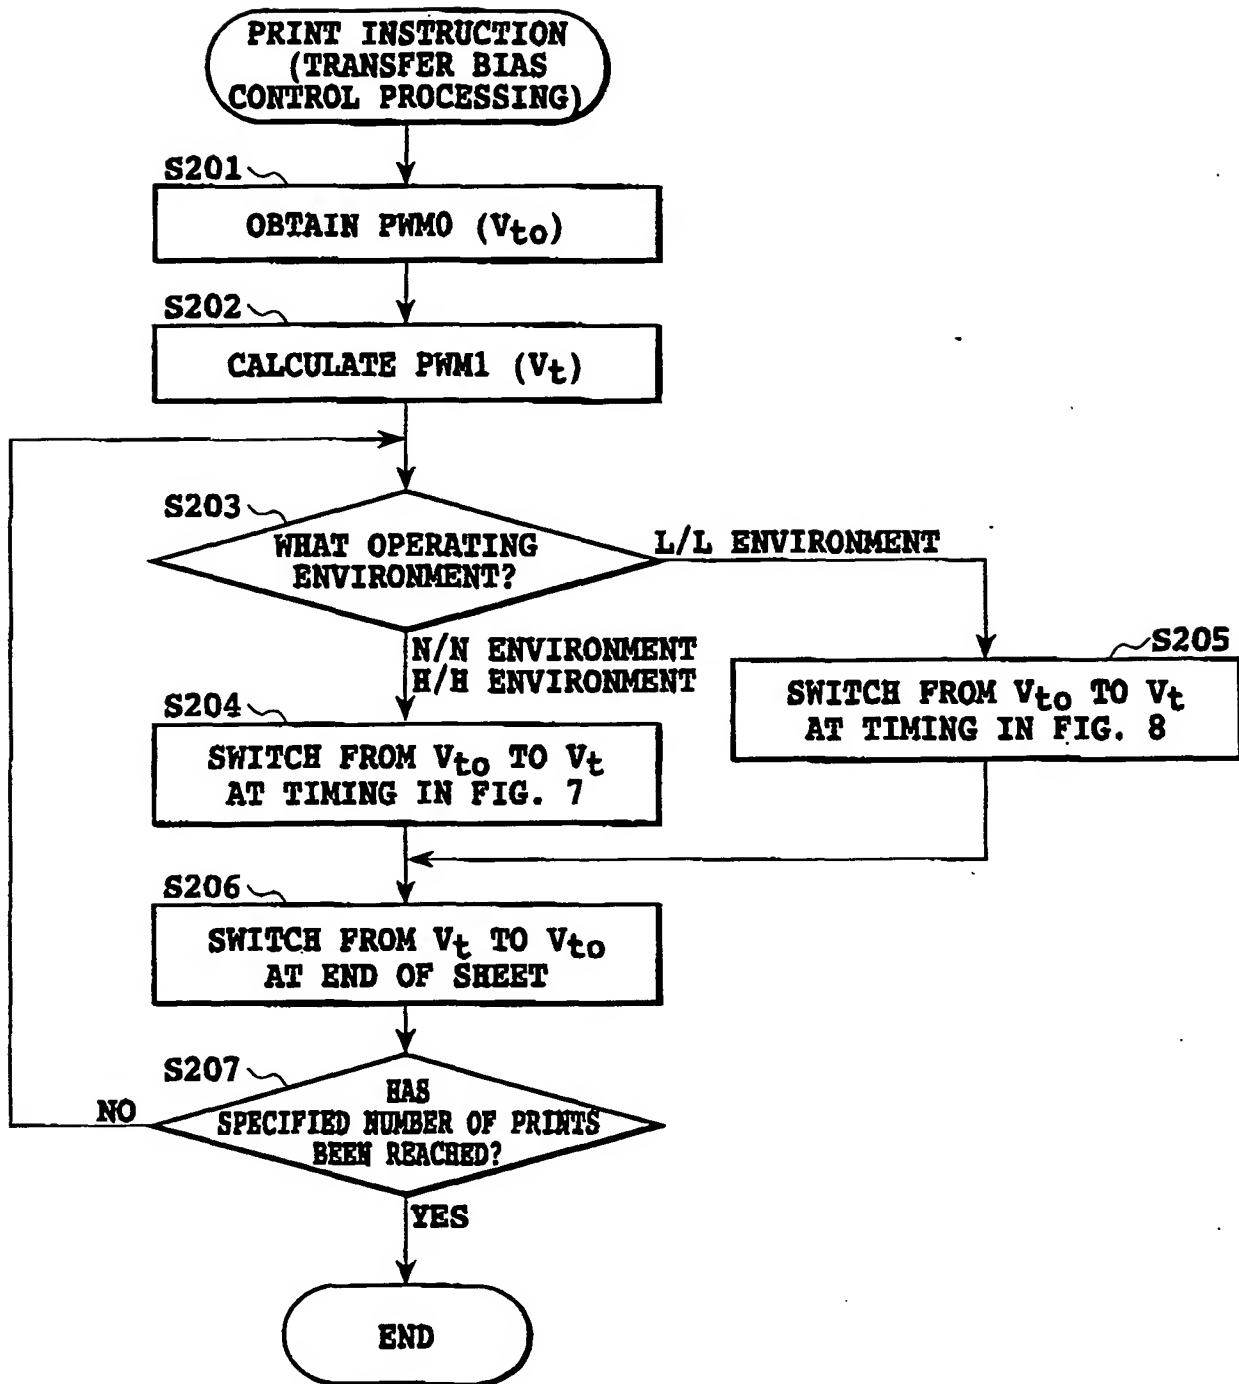 PRINT INSTRUCTION
(TRANSFER BIAS
CONTROL PROCESSING)
S201
OBTAIN PWM0 (Vto)
S202
CALCULATE PWM1 (Vt)
S203
WHAT OPERATING
ENVIRONMENT?
L/L ENVIRONMENT
N/N ENVIRONMENT
H/H ENVIRONMENT
S204
SWITCH FROM Vto TO Vt
AT TIMING IN FIG. 7
S205
SWITCH FROM Vto TO Vt
AT TIMING IN FIG. 8
S206
SWITCH FROM Vt TO Vto
AT END OF SHEET
S207
HAS
SPECIFIED NUMBER OF PRINTS
BEEN REACHED?
NO
YES
END